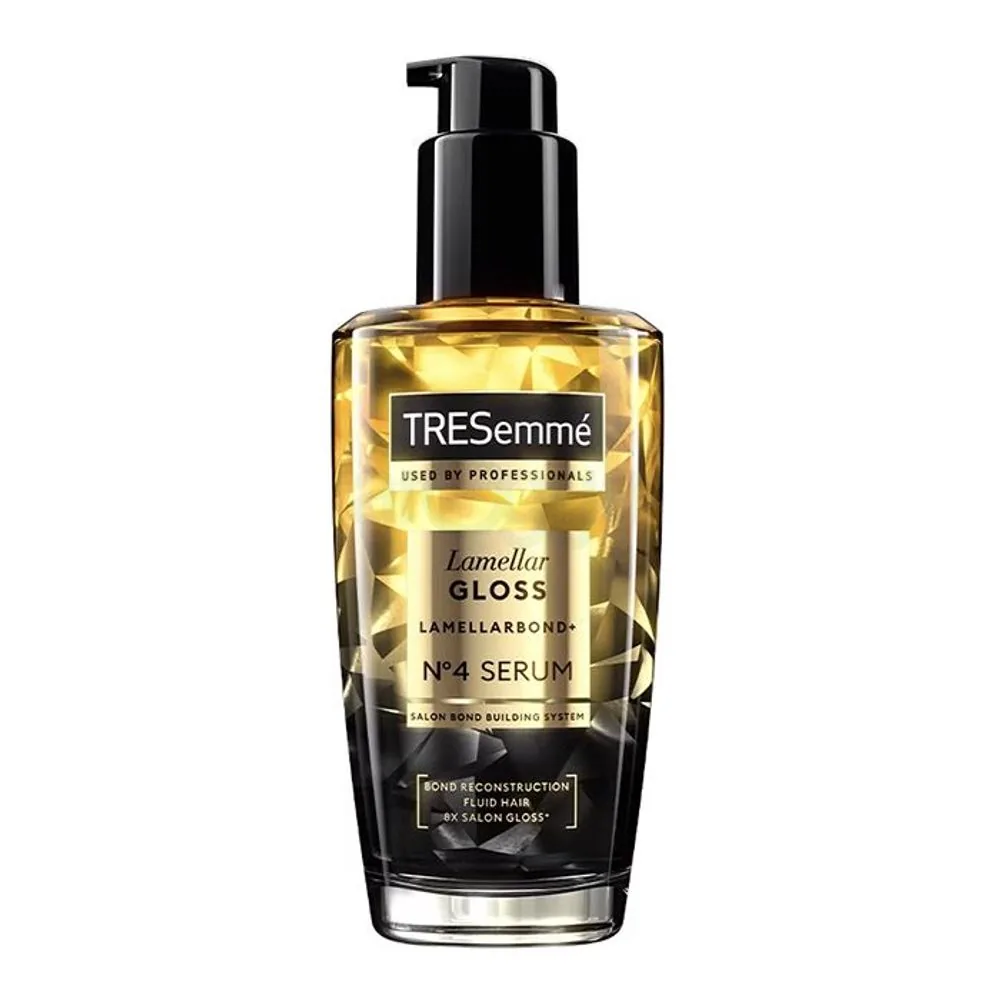 TRESemmé
USED BY PROFESSIONALS
Lamellar
GLOSS
LAMELLARBOND+
Nº4 SERUM
SALON BOND BUILDING SYSTEM
BOND RECONSTRUCTION
FLUID HAIR
8X SALON GLOSS*